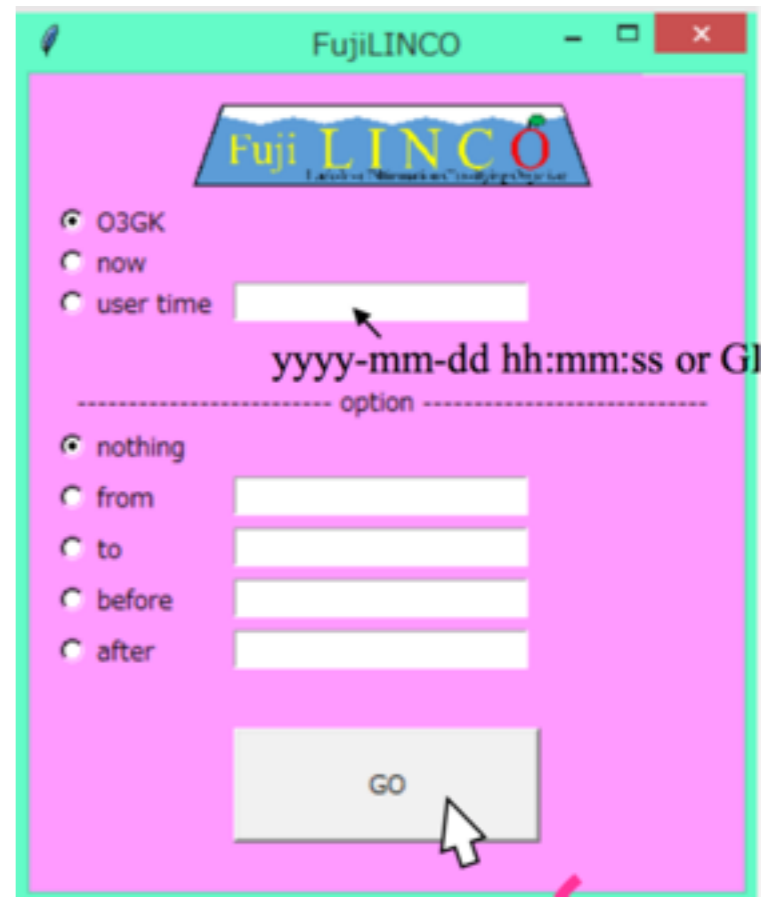 FujiLINCO
Fuji LINCO
O3GK
now
user time
yyyy-mm-dd hh:mm:ss or
------------------------- option ----------------------------
nothing
from
to
before
after
GO